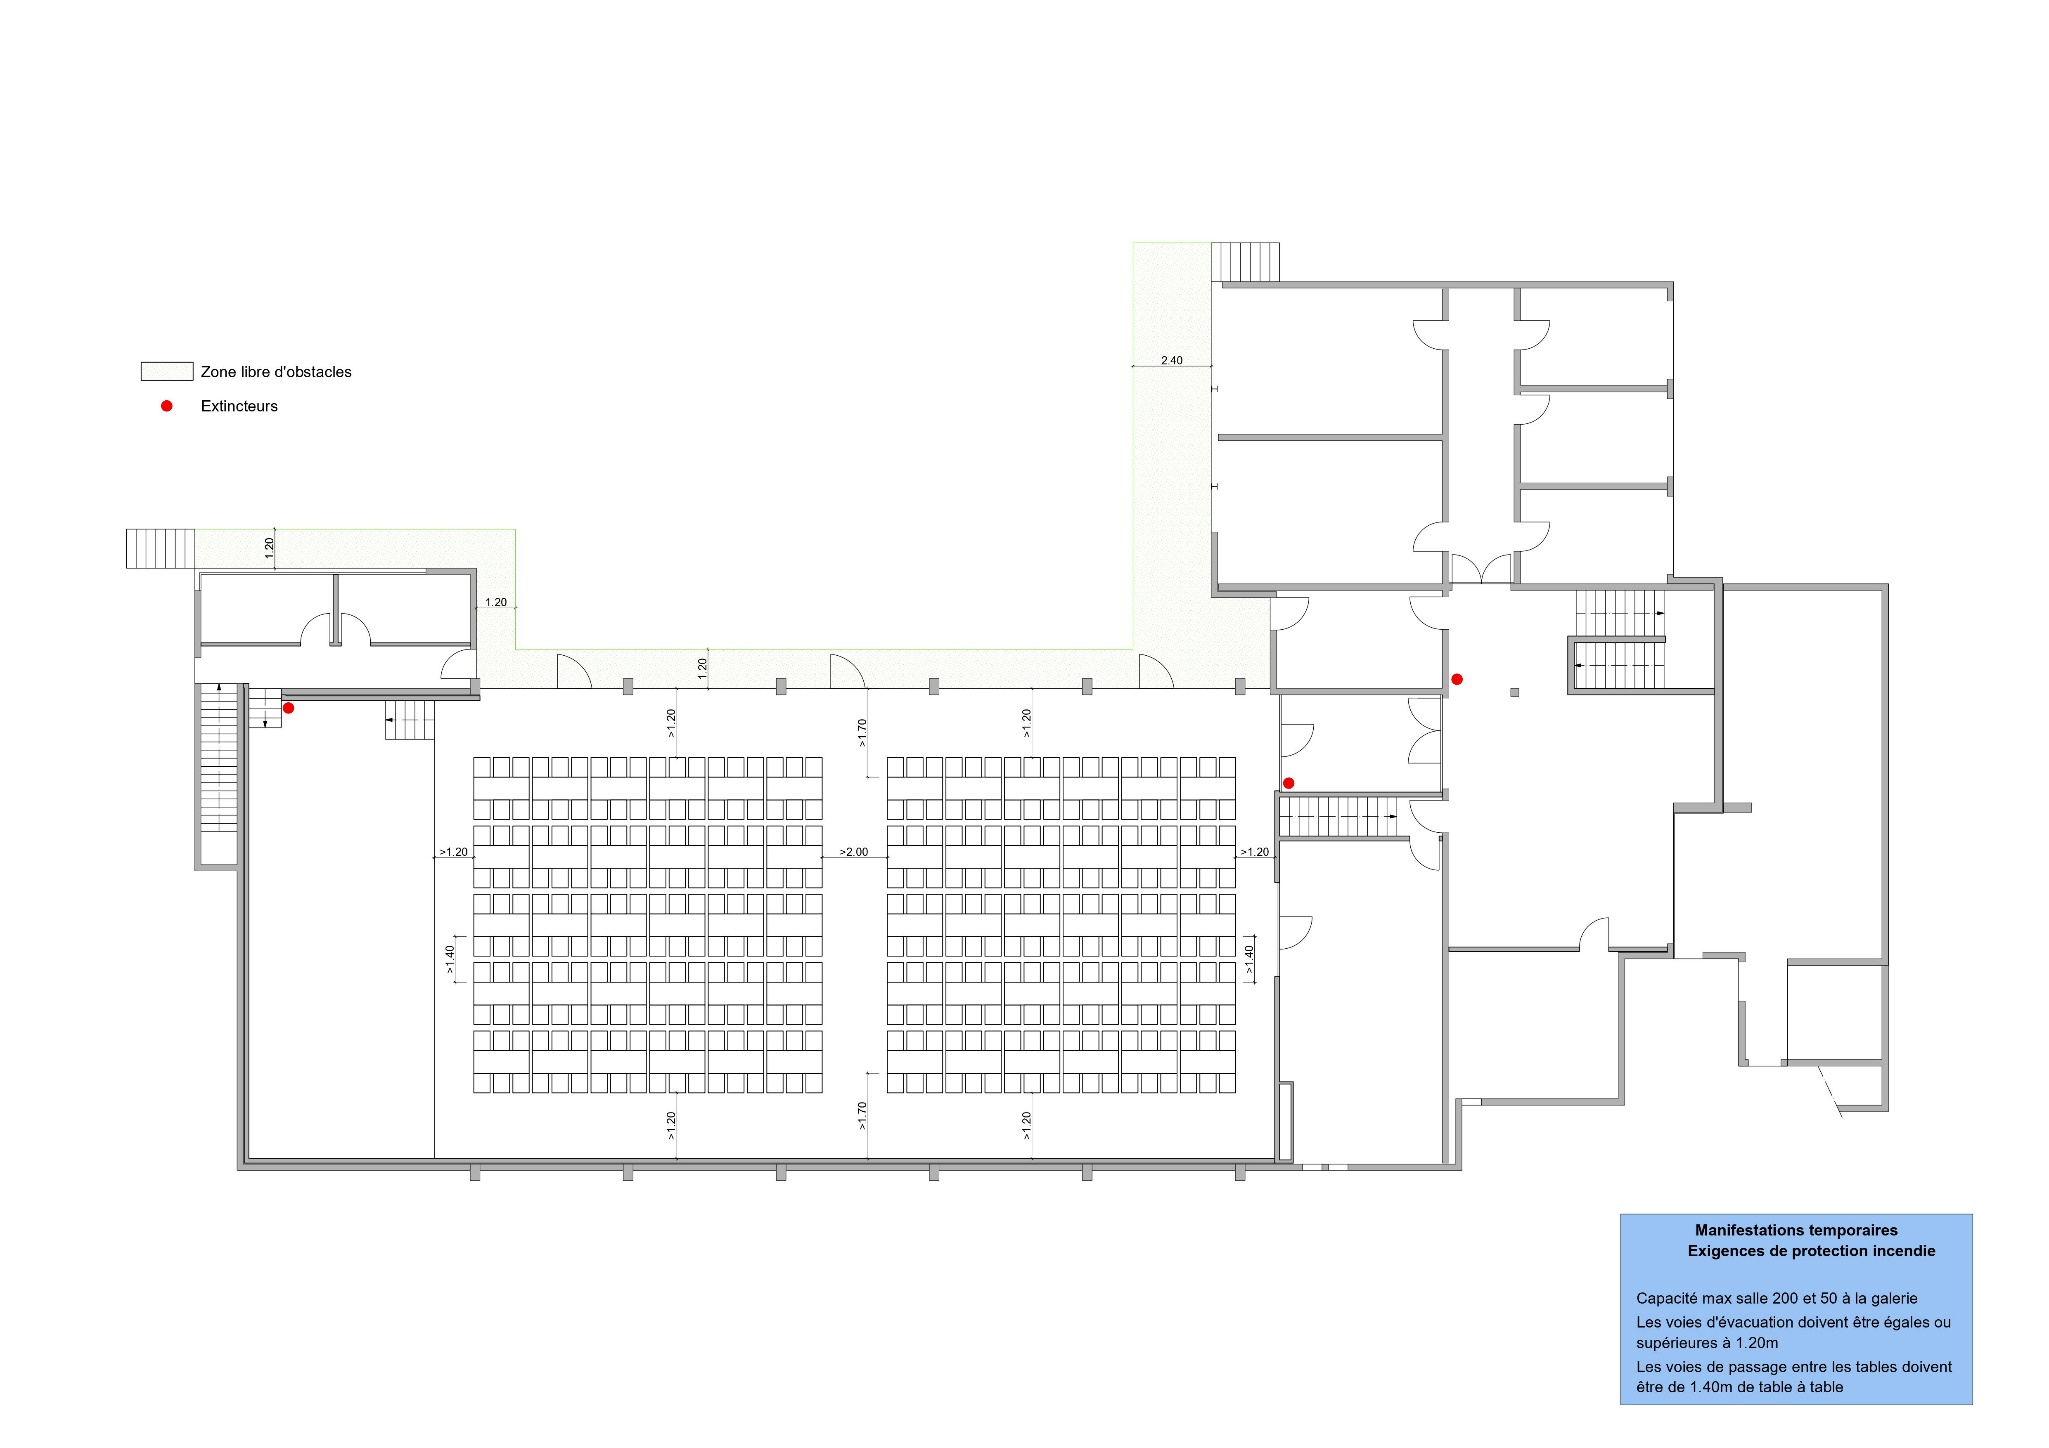 2.40
Zone libre d'obstacles
Extincteurs
1.20
1.20
1.20
>1.20
>1.70
>1.20
>1.20
>2.00
>1.20
>1.40
>1.40
>1.20
>1.70
>1.20
Manifestations temporaires
Exigences de protection incendie
Capacité max salle 200 et 50 à la galerie
Les voies d'évacuation doivent être égales ou
supérieures à 1.20m
Les voies de passage entre les tables doivent
être de 1.40m de table à table